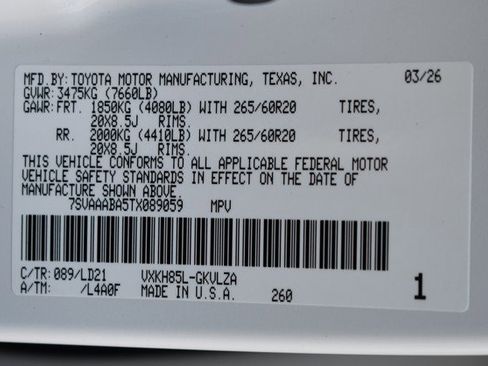 MFD.BY:TOYOTA MOTOR MANUFACTURING, TEXAS, INC. 03/26
GVWR: 3475KG (7660LB)
GAWR:FRT. 1850KG (4080LB) WITH 265/60R20 TIRES,
20X8.5J RIMS.
RR. 2000KG (4410LB) WITH 265/60R20 TIRES,
20X8.5J RIMS.
THIS VEHICLE CONFORMS TO ALL APPLICABLE FEDERAL MOTOR
VEHICLE SAFETY STANDARDS IN EFFECT ON THE DATE OF
MANUFACTURE SHOWN ABOVE.
7SVAAABA5TX089059 MPV
C/TR:089/LD21 VXKH85L-GKVLZA
A/TM: /L4A0F MADE IN U.S.A. 260 1